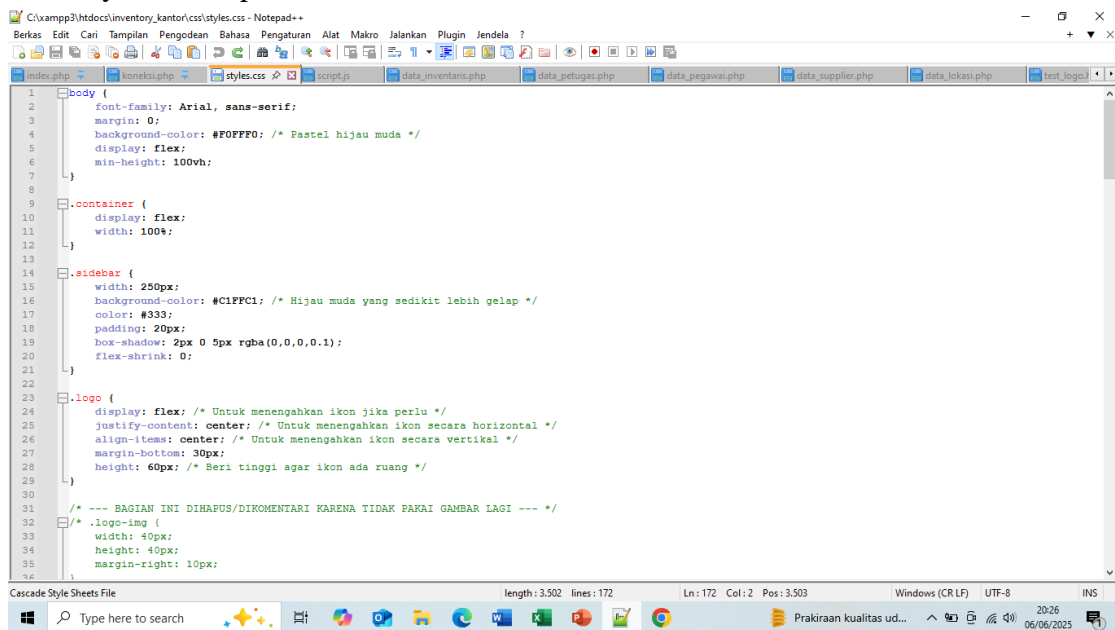 C:\xampp3\htdocs\inventory_kantor\css\styles.css - Notepad++
Berkas Edit Cari Tampilan Pengodean Bahasa Pengaturan Alat Makro Jalankan Plugin Jendela ?
index.php koneksi.php styles.css script.js data_inventaris.php data_petugas.php data_pegawai.php data_supplier.php data_lokasi.php
1 body {
2 font-family: Arial, sans-serif;
3 margin: 0;
4 background-color: #F0FFF0; /* Pastel hijau muda */
5 display: flex;
6 min-height: 100vh;
7 }
8
9 .container {
10 display: flex;
11 width: 100%;
12 }
13
14 .sidebar {
15 width: 250px;
16 background-color: #C1FFC1; /* Hijau muda yang sedikit lebih gelap */
17 color: #333;
18 padding: 20px;
19 box-shadow: 2px 0 5px rgba(0,0,0,0.1);
20 flex-shrink: 0;
21 }
22
23 .logo {
24 display: flex; /* Untuk menengahkan ikon jika perlu */
25 justify-content: center; /* Untuk menengahkan ikon secara horizontal */
26 align-items: center; /* Untuk menengahkan ikon secara vertikal */
27 margin-bottom: 30px;
28 height: 60px; /* Beri tinggi agar ikon ada ruang */
29 }
30
31 /* --- BAGIAN INI DIHAPUS/DIKOMENTARI KARENA TIDAK PAKAI GAMBAR LAGI --- */
32 /* .logo-img {
33 width: 40px;
34 height: 40px;
35 margin-right: 10px;
36 }
Cascade Style Sheets File length : 3.502 lines : 172 Ln : 172 Col : 2 Pos : 3.503 Windows (CR LF) UTF-8 INS
Type here to search Prakiraan kualitas ud... 20:26
06/06/2025